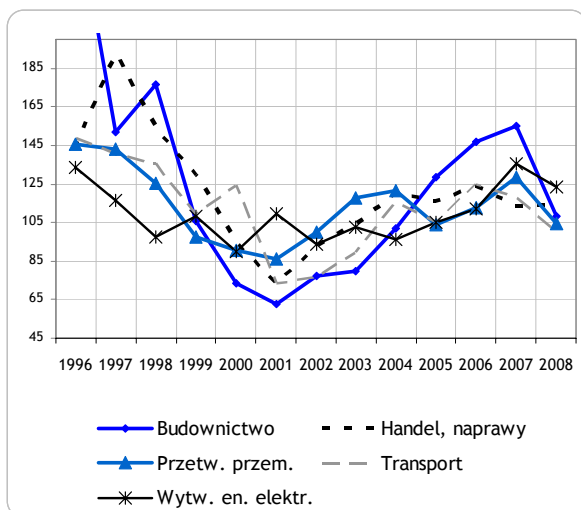 185
165
145
125
105
85
65
45
1996 1997 1998 1999 2000 2001 2002 2003 2004 2005 2006 2007 2008
Budownictwo Handel, naprawy
Przetw. przem. Transport
Wytw. en. elektr.